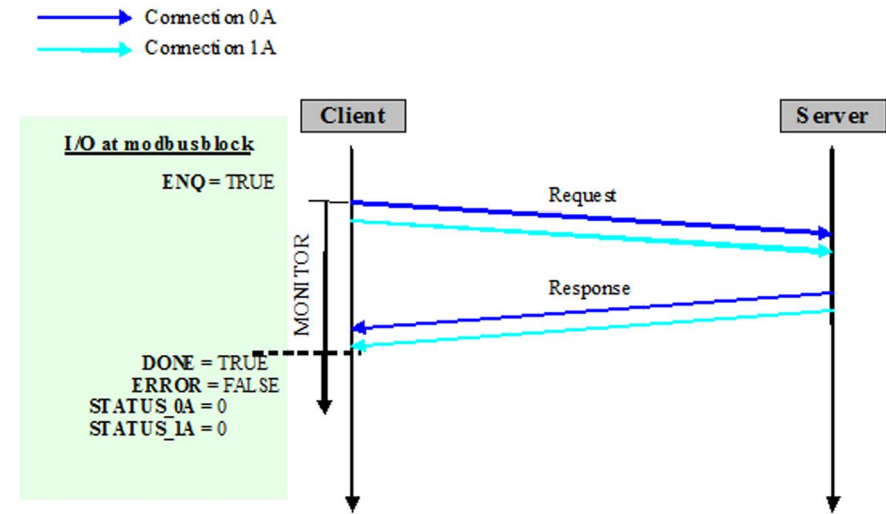 Connection 0A
Connection 1A
Client
Server
I/O at modbusblock
ENQ = TRUE
Request
MONITOR
Response
DONE = TRUE
ERROR = FALSE
STATUS_0A = 0
STATUS_1A = 0